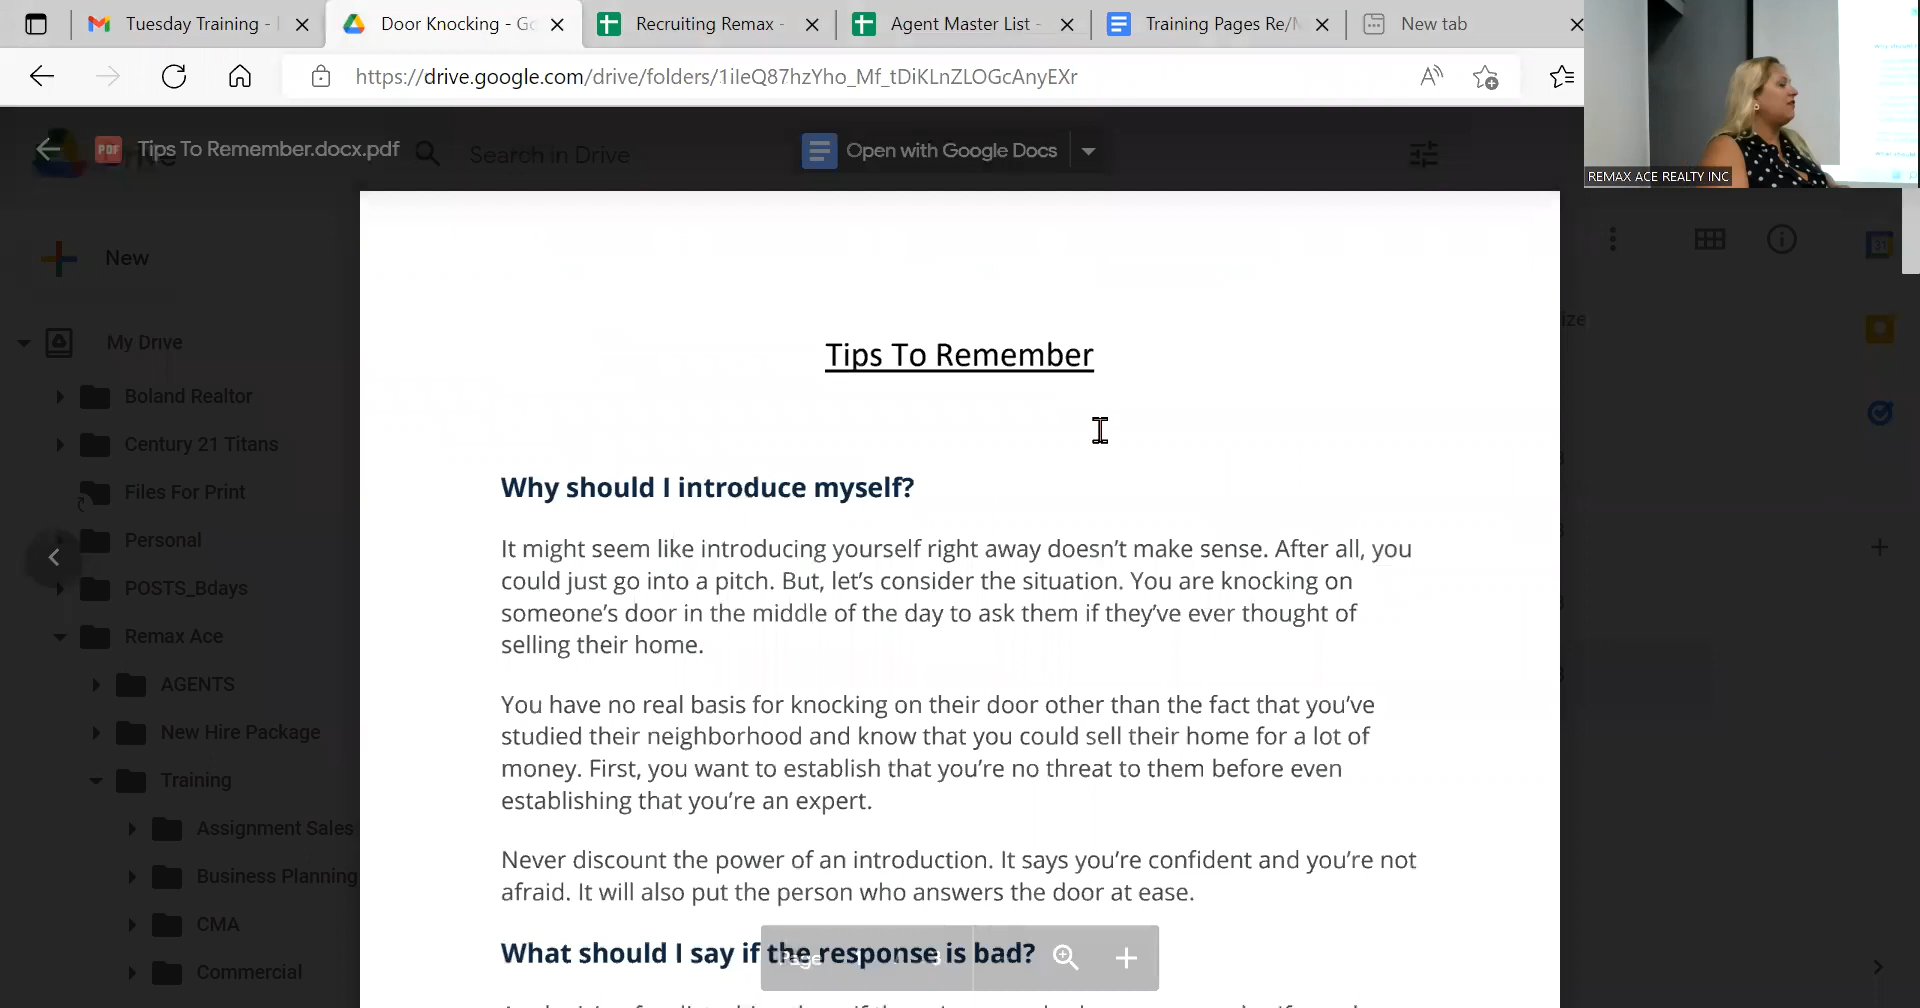 Tuesday Training -
Door Knocking - Go
Recruiting Remax -
Agent Master List -
Training Pages Re/M
New tab
https://drive.google.com/drive/folders/1iIeQ87hzYho_Mf_tDiKLnZLOGcAnyEXr
PDF
Tips To Remember.docx.pdf
Search in Drive
Open with Google Docs
REMAX ACE REALTY INC
New
31
My Drive
Boland Realtor
Century 21 Titans
Files For Print
Personal
POSTS_Bdays
Remax Ace
AGENTS
New Hire Package
Training
Assignment Sales
Business Planning
CMA
Commercial
Tips To Remember
Why should I introduce myself?
It might seem like introducing yourself right away doesn’t make sense. After all, you
could just go into a pitch. But, let’s consider the situation. You are knocking on
someone’s door in the middle of the day to ask them if they’ve ever thought of
selling their home.
You have no real basis for knocking on their door other than the fact that you’ve
studied their neighborhood and know that you could sell their home for a lot of
money. First, you want to establish that you’re no threat to them before even
establishing that you’re an expert.
Never discount the power of an introduction. It says you’re confident and you’re not
afraid. It will also put the person who answers the door at ease.
What should I say if the response is bad?
Page